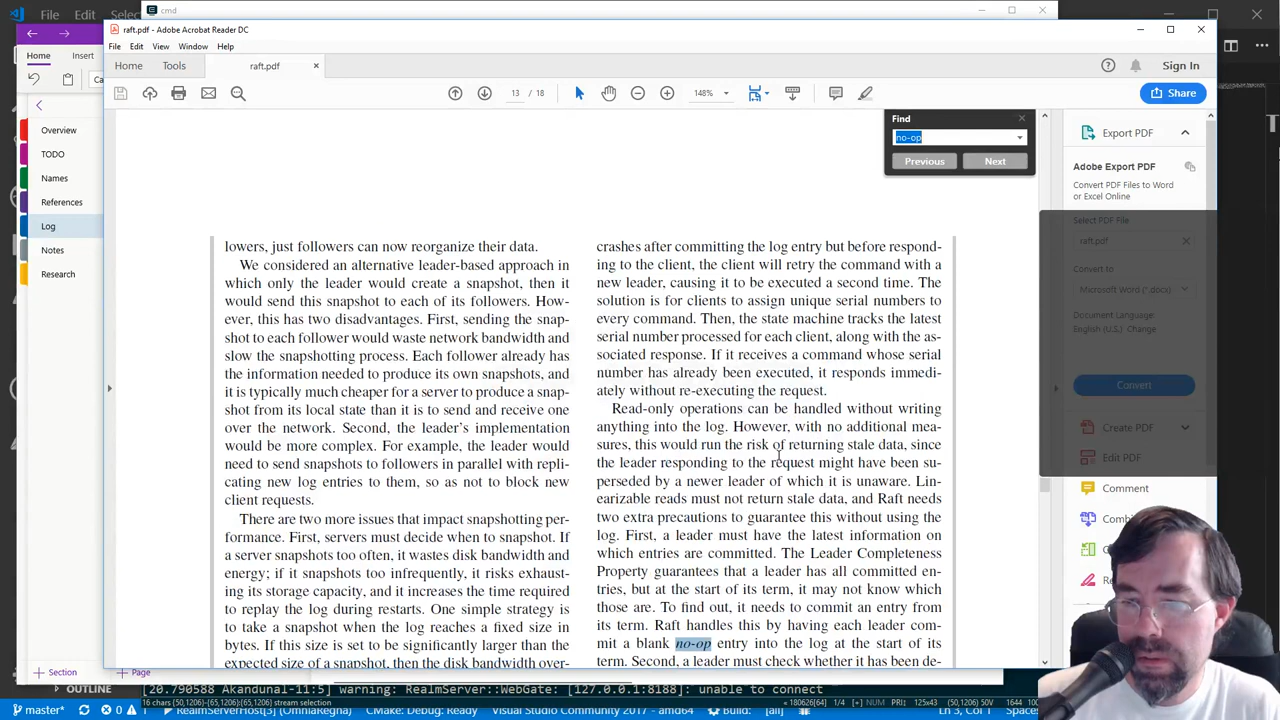 File Edit Selec
cmd
raft.pdf - Adobe Acrobat Reader DC
File Edit View Window Help
Home Tools raft.pdf × Sign In
13 / 18 148% Share
Home Insert
Ca
Overview
TODO
Names
References
Log
Notes
Research
Section Page
Find
no-op
Previous Next
lowers, just followers can now reorganize their data.
We considered an alternative leader-based approach in
which only the leader would create a snapshot, then it
would send this snapshot to each of its followers. How-
ever, this has two disadvantages. First, sending the snap-
shot to each follower would waste network bandwidth and
slow the snapshotting process. Each follower already has
the information needed to produce its own snapshots, and
it is typically much cheaper for a server to produce a snap-
shot from its local state than it is to send and receive one
over the network. Second, the leader's implementation
would be more complex. For example, the leader would
need to send snapshots to followers in parallel with repli-
cating new log entries to them, so as not to block new
client requests.
There are two more issues that impact snapshotting per-
formance. First, servers must decide when to snapshot. If
a server snapshots too often, it wastes disk bandwidth and
energy; if it snapshots too infrequently, it risks exhaust-
ing its storage capacity, and it increases the time required
to replay the log during restarts. One simple strategy is
to take a snapshot when the log reaches a fixed size in
bytes. If this size is set to be significantly larger than the
expected size of a snapshot, then the disk bandwidth over-
crashes after committing the log entry but before respond-
ing to the client, the client will retry the command with a
new leader, causing it to be executed a second time. The
solution is for clients to assign unique serial numbers to
every command. Then, the state machine tracks the latest
serial number processed for each client, along with the as-
sociated response. If it receives a command whose serial
number has already been executed, it responds immedi-
ately without re-executing the request.
Read-only operations can be handled without writing
anything into the log. However, with no additional mea-
sures, this would run the risk of returning stale data, since
the leader responding to the request might have been su-
perseded by a newer leader of which it is unaware. Lin-
earizable reads must not return stale data, and Raft needs
two extra precautions to guarantee this without using the
log. First, a leader must have the latest information on
which entries are committed. The Leader Completeness
Property guarantees that a leader has all committed en-
tries, but at the start of its term, it may not know which
those are. To find out, it needs to commit an entry from
its term. Raft handles this by having each leader com-
mit a blank no-op entry into the log at the start of its
term. Second, a leader must check whether it has been de-
Export PDF
Adobe Export PDF
Convert PDF Files to Word
or Excel Online
Select PDF File
raft.pdf ×
Convert to
Microsoft Word (*.docx)
Document Language:
English (U.S.) Change
Convert
Create PDF
Edit PDF
Comment
Comb
Re
OUTLINE
[20.790588 Akandunal-11:5] warning: RealmServer::WebGate: [127.0.0.1:8188]: unable to connect
16 chars (50,1206)-(65,1206) stream selection «180626[64] 1/4 [+] CAPS NUM SCRL PRI: 125x43 (3,1206)-(127,1248) 1644 100
master* 0 1 RealmServerHost[3] (OmniaRegna) VC 2017 - amd64 Build: [all] Ln 3, Col 1 Spaces